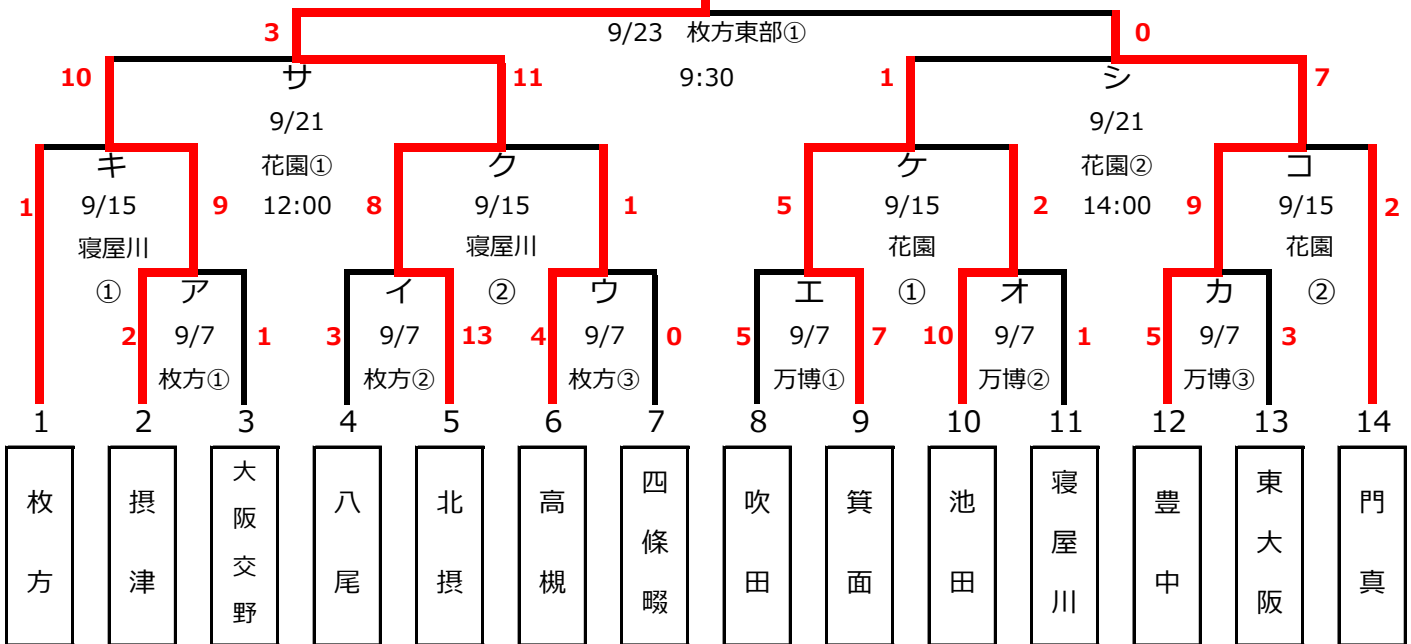 3 9/23 枚方東部① 0
10 サ 11 9:30 1 シ 7
9/21 9/21
キ 花園① ク ケ 花園② コ
1 9/15 9 12:00 8 9/15 1 5 9/15 2 14:00 9 9/15 2
寝屋川 寝屋川 花園 花園
① ア イ ② ウ エ ① オ カ ②
2 9/7 1 3 9/7 13 4 9/7 0 5 9/7 7 10 9/7 1 5 9/7 3
枚方① 枚方② 枚方③ 万博① 万博② 万博③
1 2 3 4 5 6 7 8 9 10 11 12 13 14
枚方
摂津
大阪交野
八尾
北摂
高槻
四條畷
吹田
箕面
池田
寝屋川
豊中
東大阪
門真